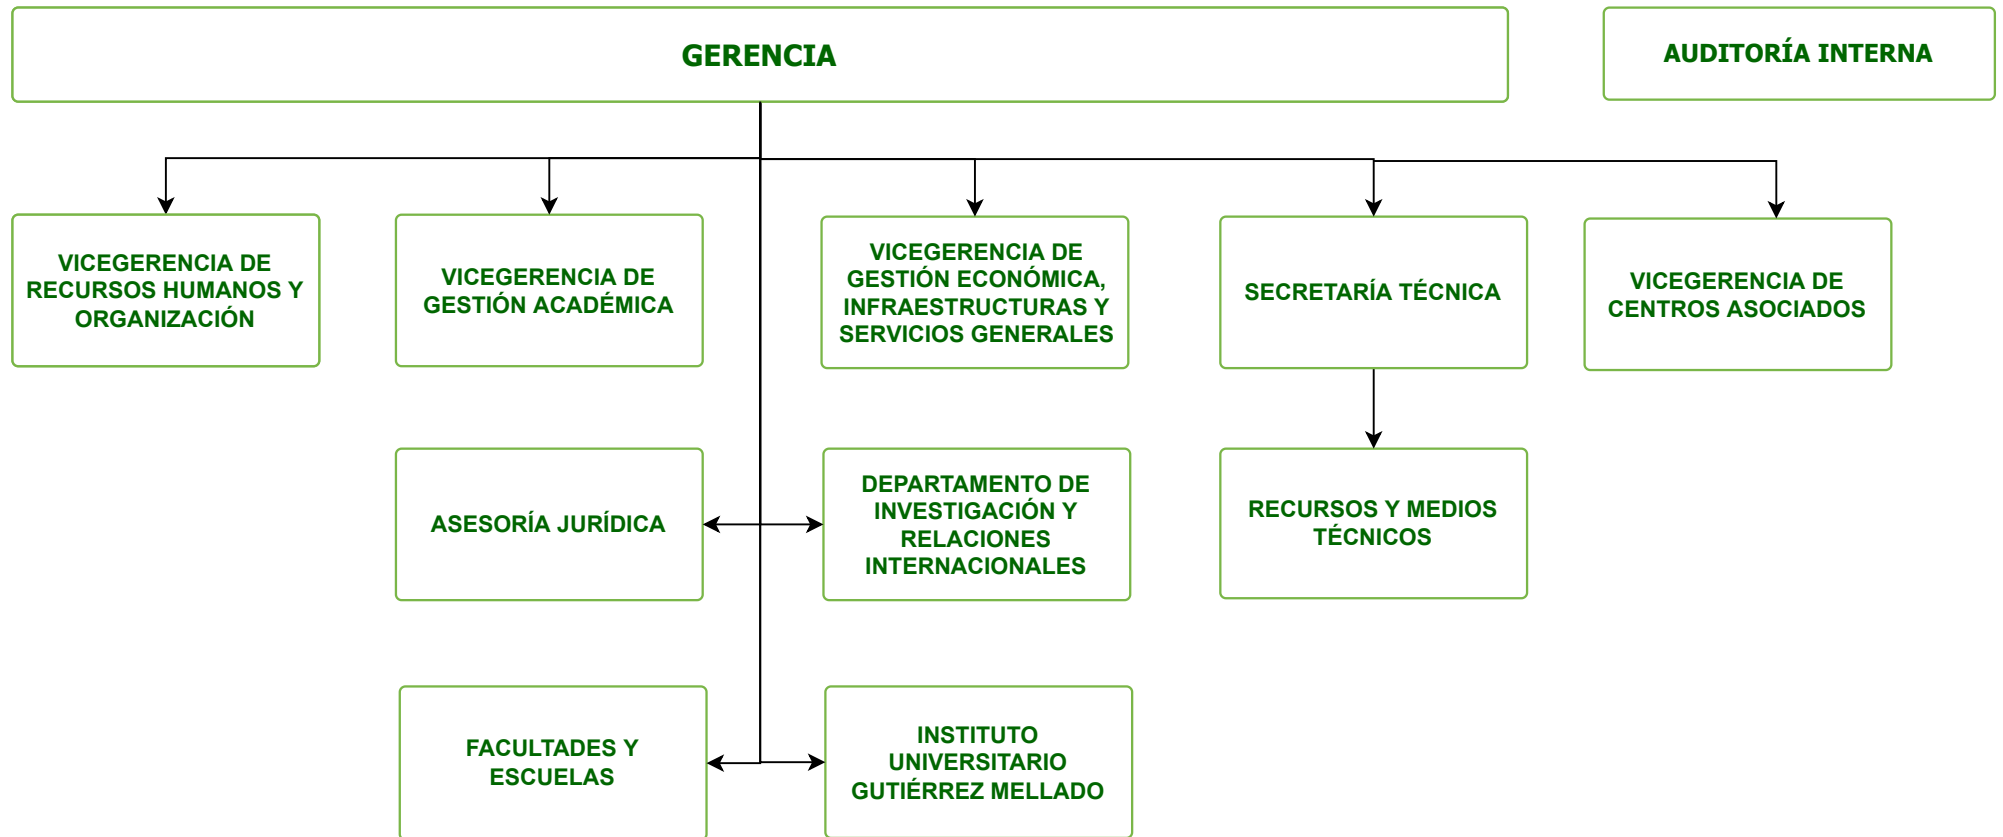 GERENCIA
AUDITORÍA INTERNA
VICEGERENCIA DE
RECURSOS HUMANOS Y
ORGANIZACIÓN
VICEGERENCIA DE
GESTIÓN ACADÉMICA
VICEGERENCIA DE
GESTIÓN ECONÓMICA,
INFRAESTRUCTURAS Y
SERVICIOS GENERALES
SECRETARÍA TÉCNICA
VICEGERENCIA DE
CENTROS ASOCIADOS
ASESORÍA JURÍDICA
DEPARTAMENTO DE
INVESTIGACIÓN Y
RELACIONES
INTERNACIONALES
RECURSOS Y MEDIOS
TÉCNICOS
FACULTADES Y
ESCUELAS
INSTITUTO
UNIVERSITARIO
GUTIÉRREZ MELLADO